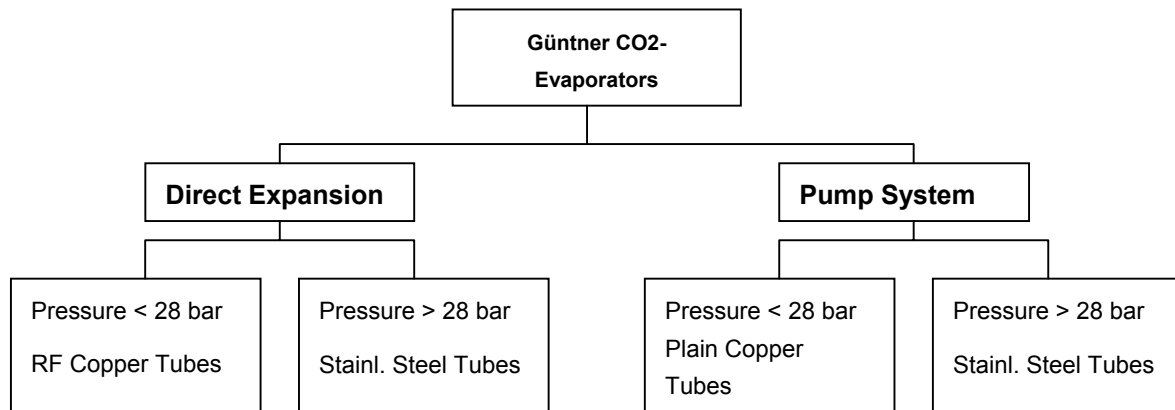 Güntner CO2-
Evaporators
Direct Expansion
Pump System
Pressure < 28 bar
RF Copper Tubes
Pressure > 28 bar
Stainl. Steel Tubes
Pressure < 28 bar
Plain Copper
Tubes
Pressure > 28 bar
Stainl. Steel Tubes